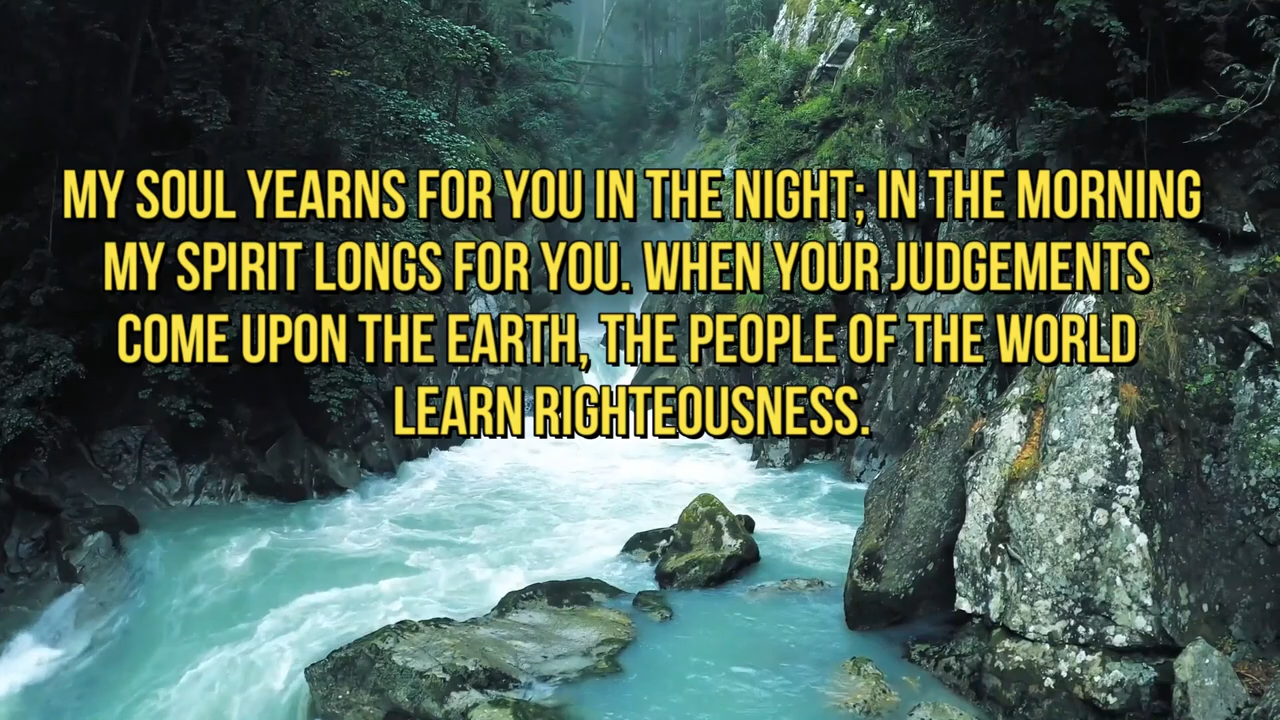 MY SOUL YEARNS FOR YOU IN THE NIGHT; IN THE MORNING
MY SPIRIT LONGS FOR YOU. WHEN YOUR JUDGEMENTS
COME UPON THE EARTH, THE PEOPLE OF THE WORLD
LEARN RIGHTEOUSNESS.